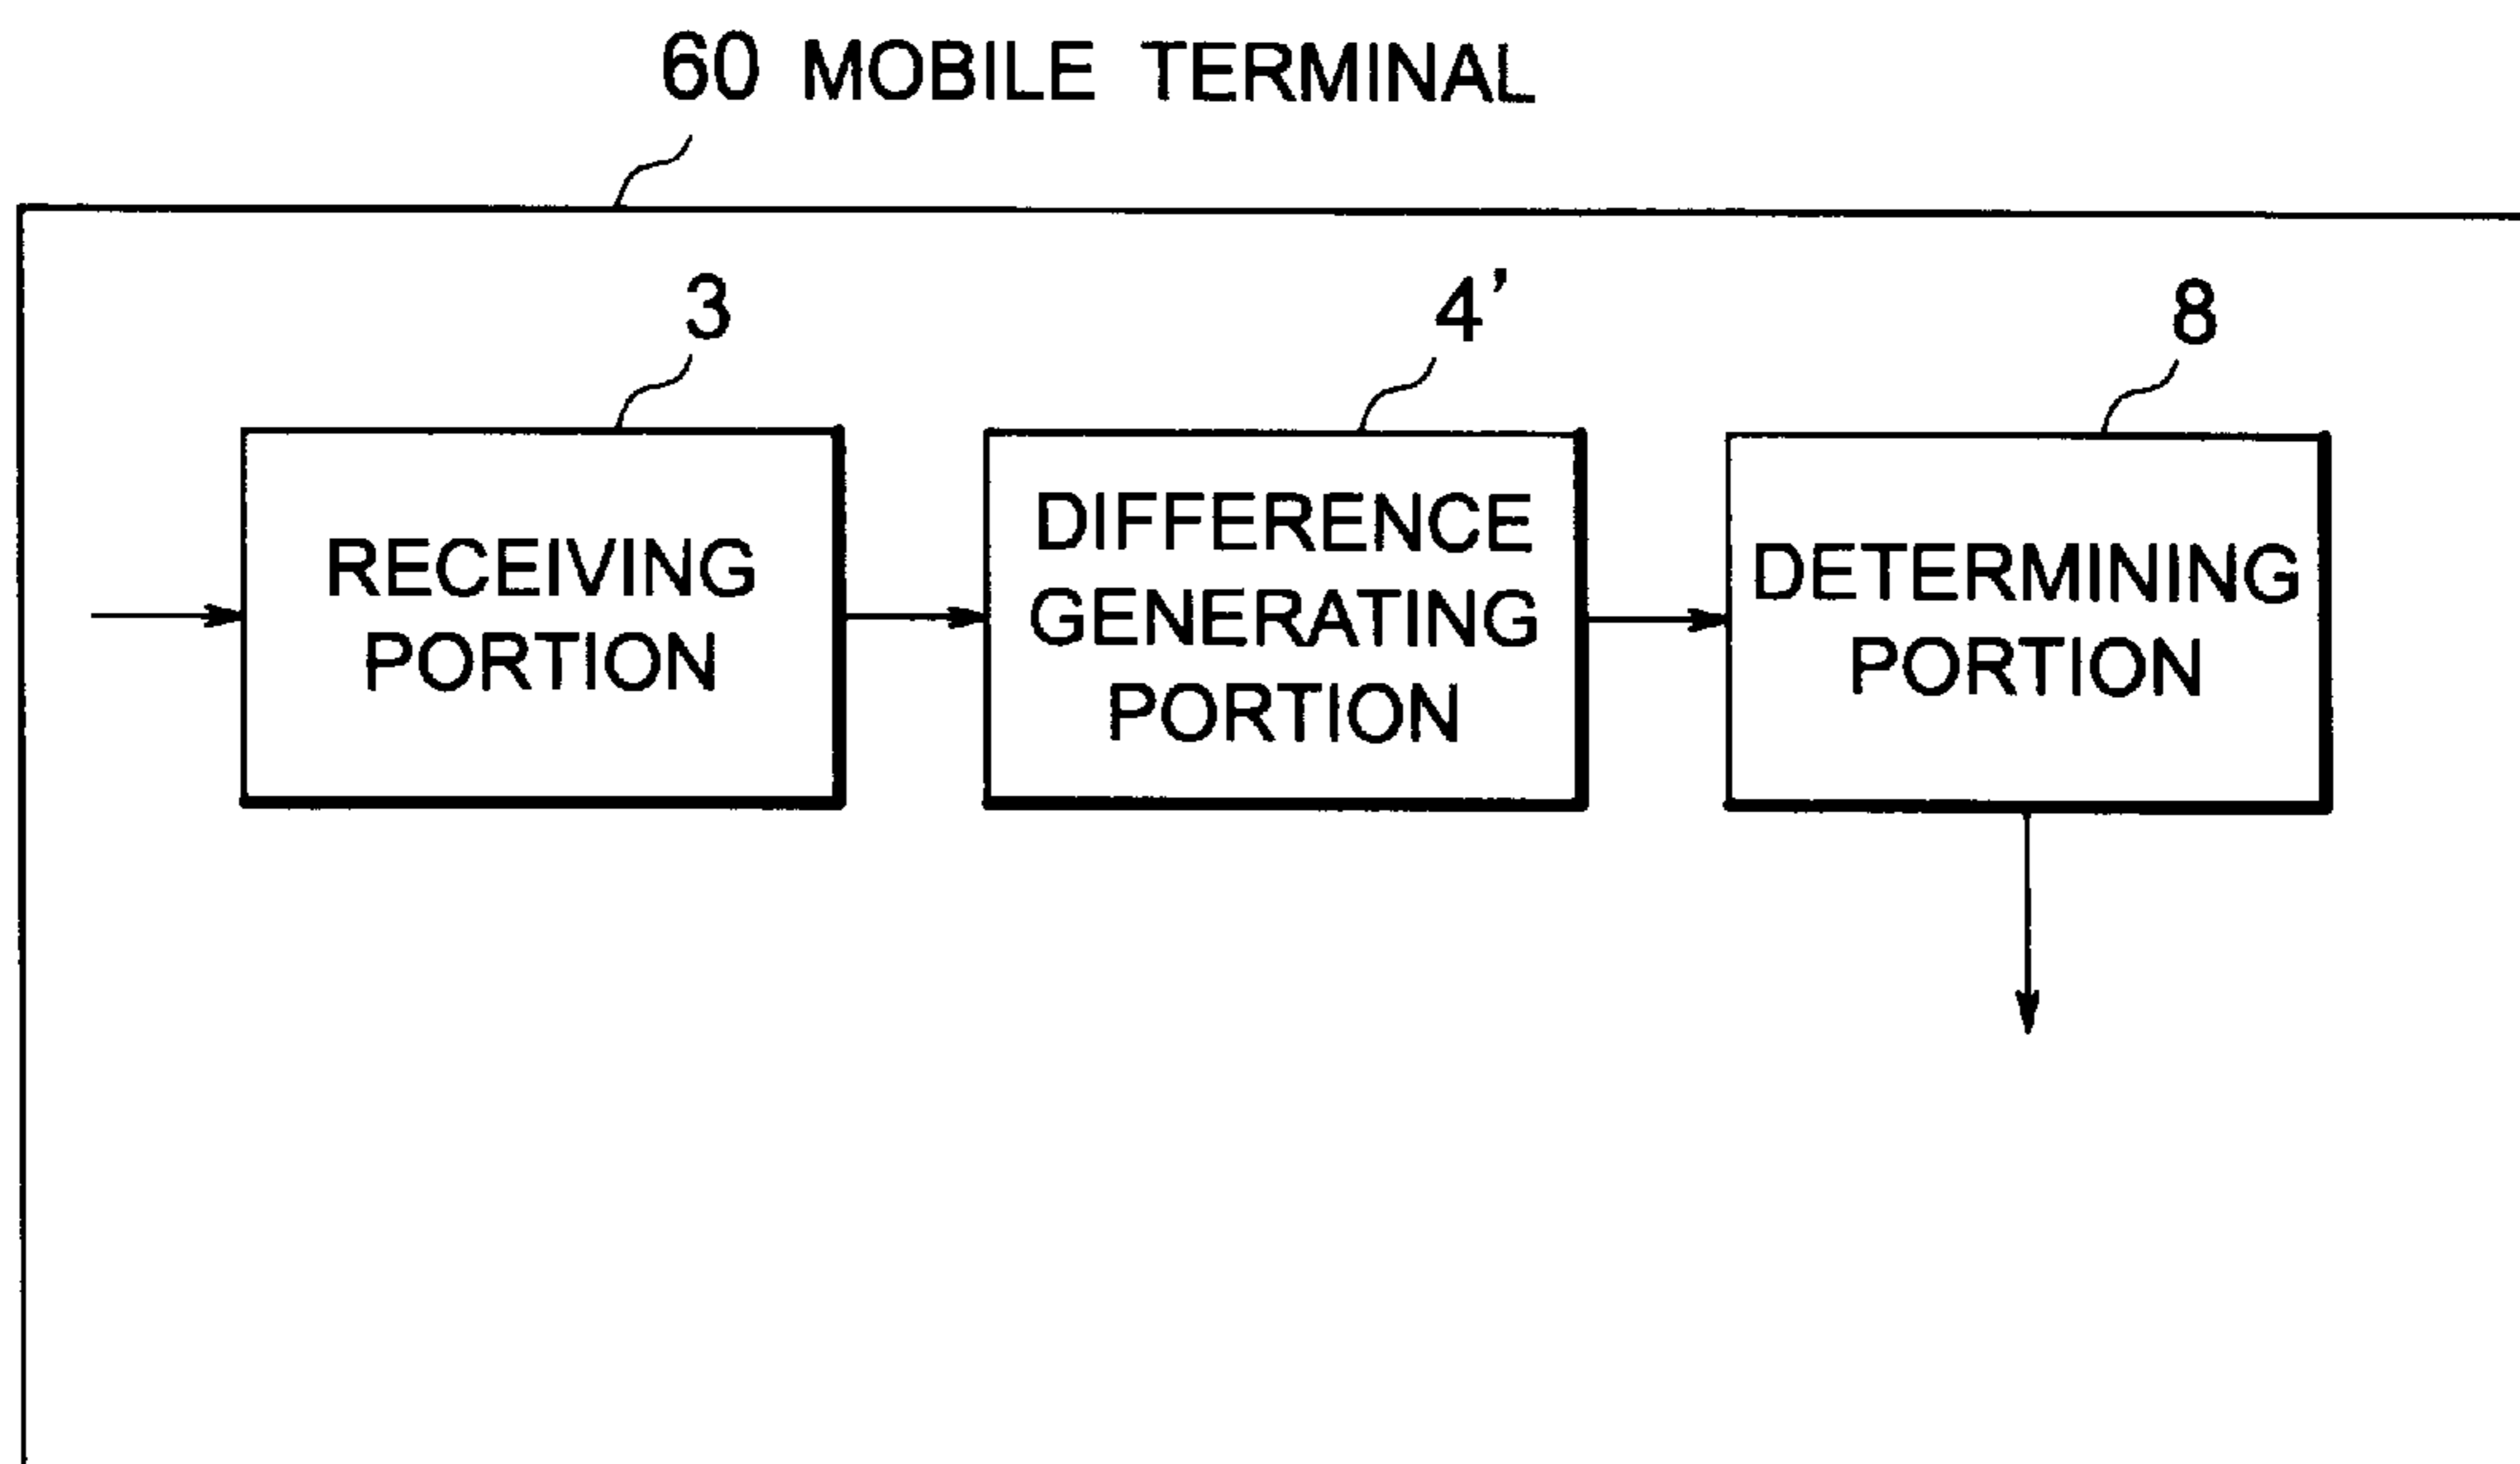 60 MOBILE TERMINAL
3
4'
8
RECEIVING
PORTION
DIFFERENCE
GENERATING
PORTION
DETERMINING
PORTION